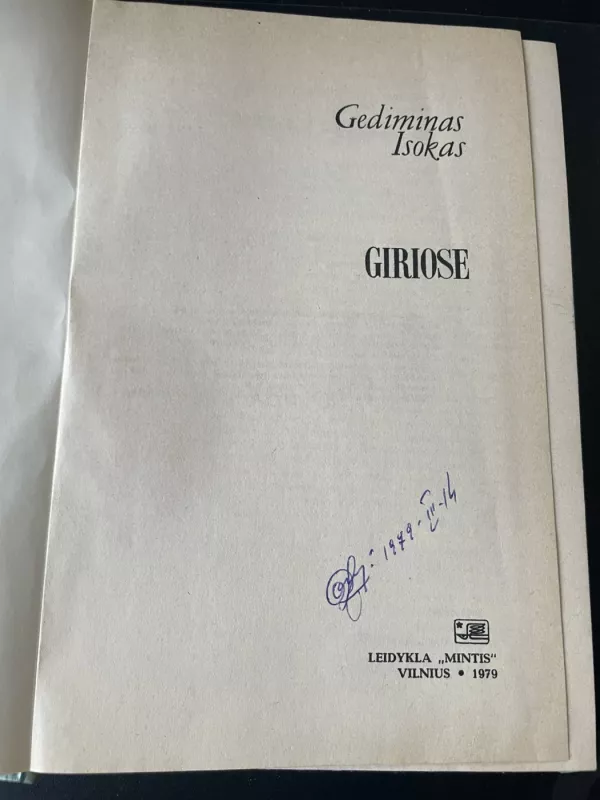 Gediminas
Isokas
GIRIOSE
1979-III-14
LEIDYKLA „MINTIS“
VILNIUS • 1979